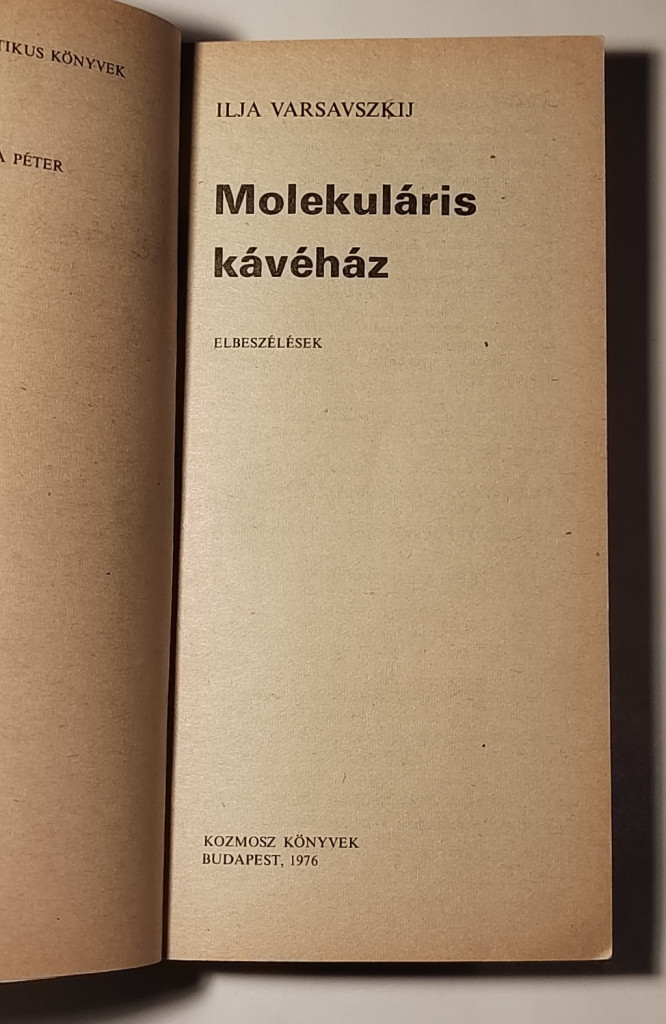 TIKUS KÖNYVEK
A PÉTER
ILJA VARSAVSZKIJ
Molekuláris
kávéház
ELBESZÉLÉSEK
KOZMOSZ KÖNYVEK
BUDAPEST, 1976